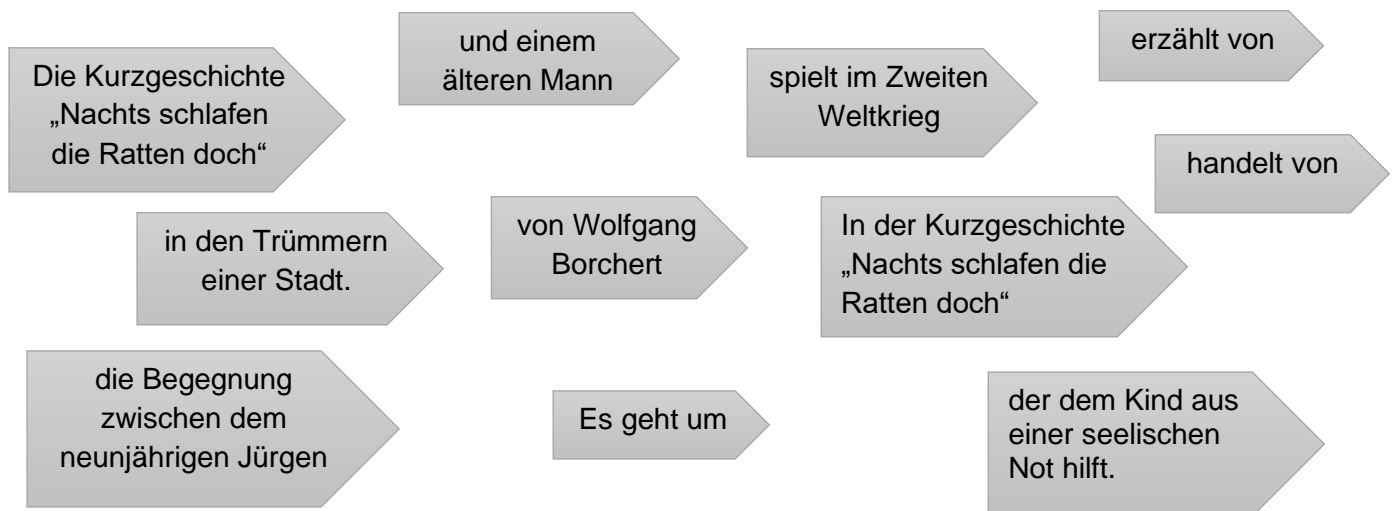 Die Kurzgeschichte
„Nachts schlafen
die Ratten doch“
und einem
älteren Mann
spielt im Zweiten
Weltkrieg
erzählt von
handelt von
in den Trümmern
einer Stadt.
von Wolfgang
Borchert
In der Kurzgeschichte
„Nachts schlafen die
Ratten doch“
die Begegnung
zwischen dem
neunjährigen Jürgen
Es geht um
der dem Kind aus
einer seelischen
Not hilft.